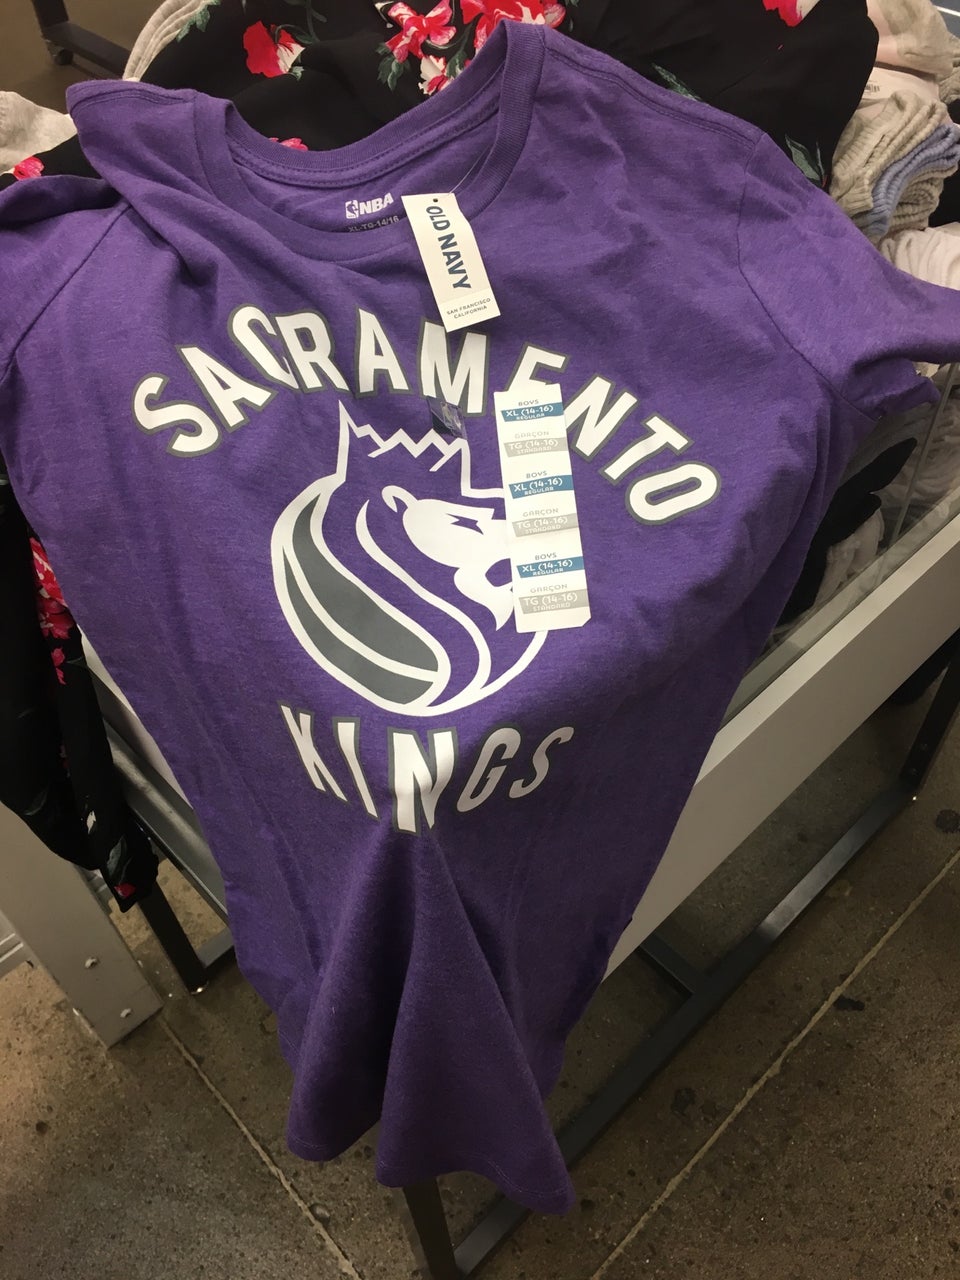 NBA
XL-TG-14/16
OLD NAVY
SAN FRANCISCO
CALIFORNIA
SACRAMENTO
BOYS
XL (14-16)
REGULAR
GARÇON
TG (14-16)
STANDARD
BOYS
XL (14-16)
REGULAR
GARÇON
TG (14-16)
STANDARD
BOYS
XL (14-16)
REGULAR
GARÇON
TG (14-16)
STANDARD
KINGS